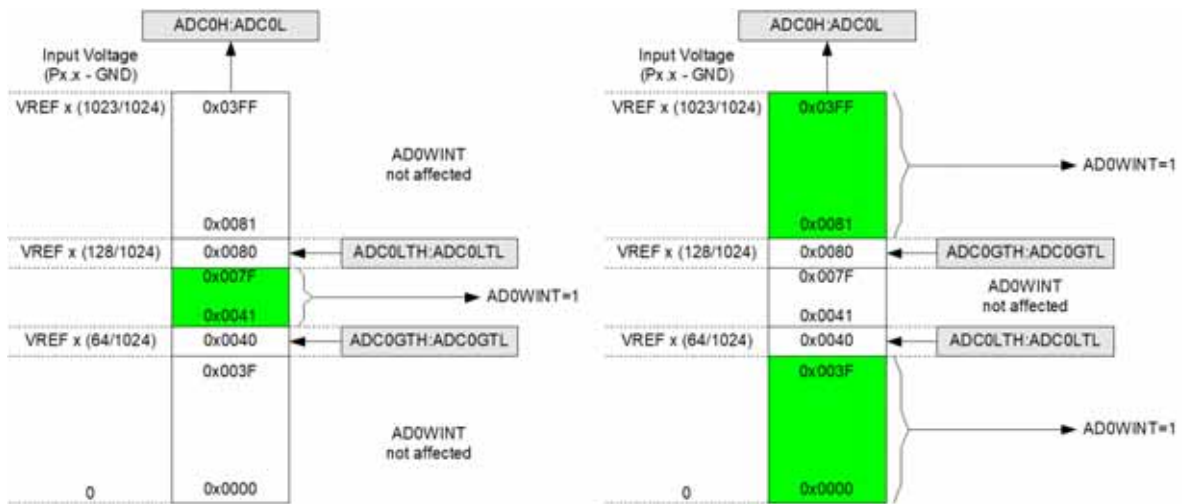 ADC0H:ADC0L
Input Voltage
(Px.x - GND)
VREF x (1023/1024)
0x03FF
AD0WINT
not affected
0x0081
VREF x (128/1024)
0x0080
ADC0LTH:ADC0LTL
0x007F
AD0WINT=1
0x0041
VREF x (64/1024)
0x0040
ADC0GTH:ADC0GTL
0x003F
AD0WINT
not affected
0
0x0000
ADC0H:ADC0L
Input Voltage
(Px.x - GND)
VREF x (1023/1024)
0x03FF
AD0WINT=1
0x0081
VREF x (128/1024)
0x0080
ADC0GTH:ADC0GTL
0x007F
AD0WINT
not affected
0x0041
VREF x (64/1024)
0x0040
ADC0LTH:ADC0LTL
0x003F
AD0WINT=1
0
0x0000